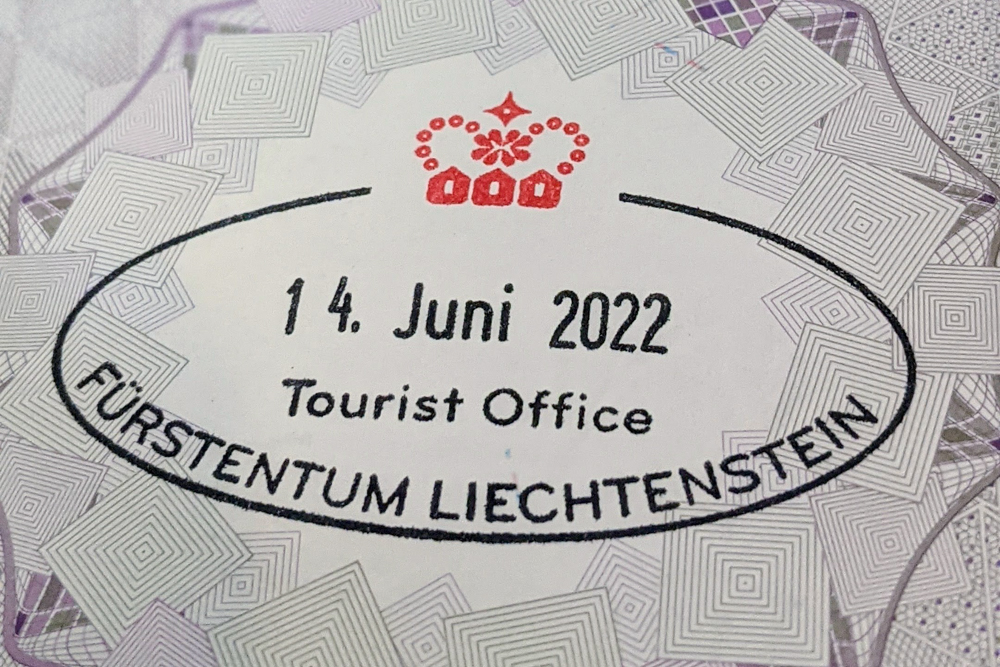 14. Juni 2022
Tourist Office
FÜRSTENTUM LIECHTENSTEIN